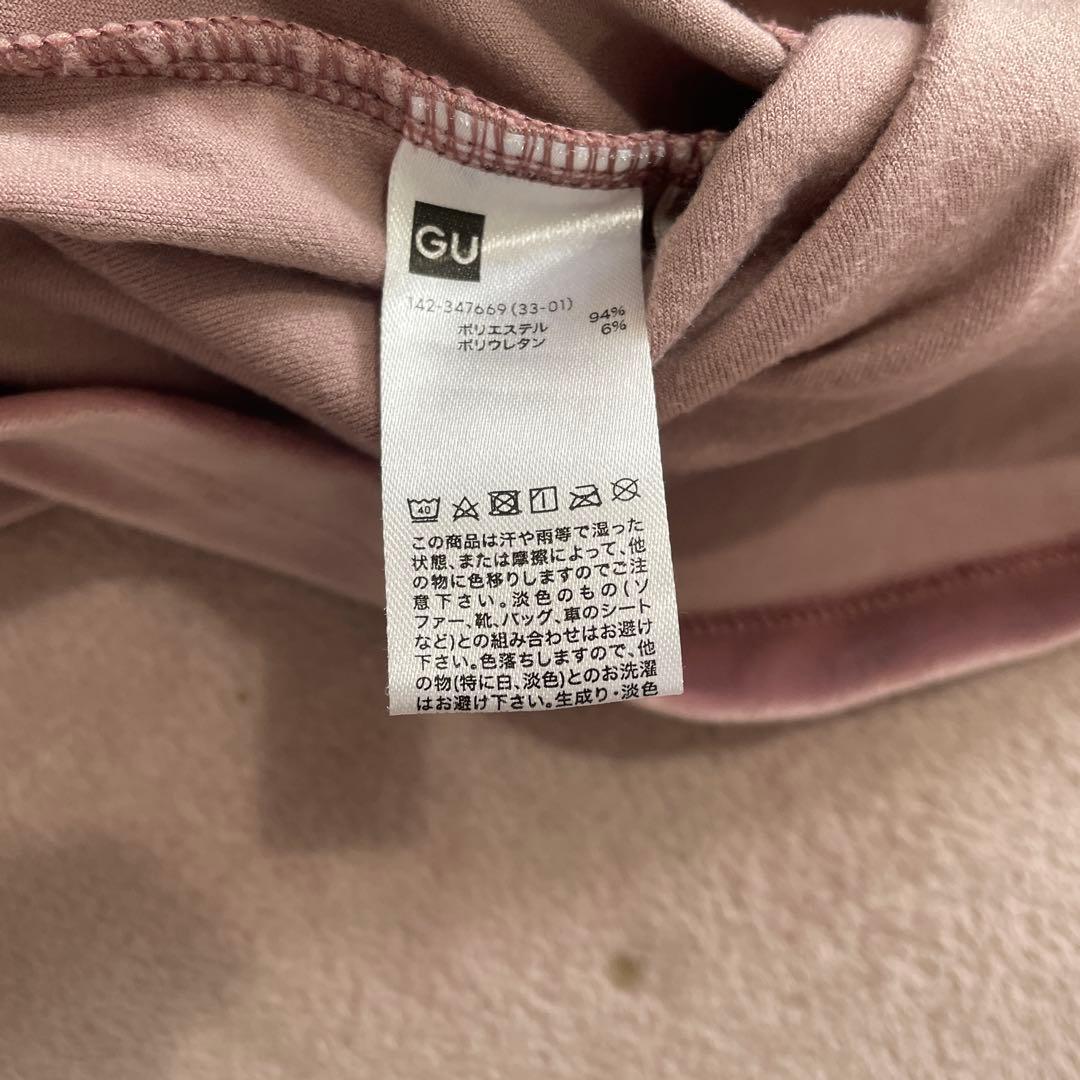 GU
142-347669 (33-01)
ポリエステル 94%
ポリウレタン 6%
40
この商品は汗や雨等で湿った
状態、または摩擦によって、他
の物に色移りしますのでご注
意下さい。淡色のもの(ソ
ファー、靴、バッグ、車のシート
など)との組み合わせはお避け
下さい。色落ちしますので、他
の物(特に白、淡色)とのお洗濯
はお避け下さい。生成り・淡色